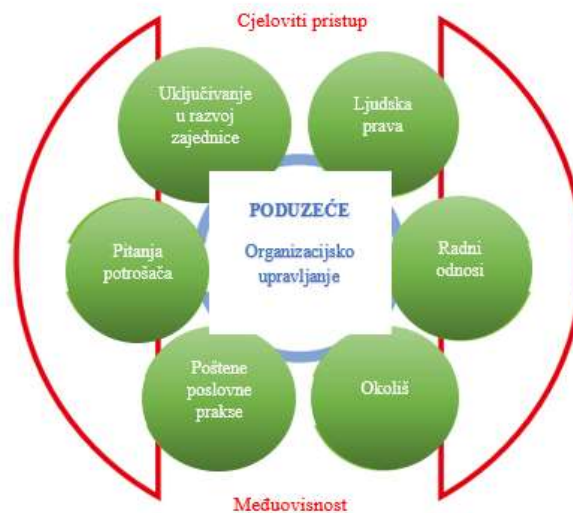 Cjeloviti pristup
Uključivanje
u razvoj
zajednice
Ljudska
prava
PODUZEĆE
Organizacijsko
upravljanje
Pitanja
potrošača
Radni
odnosi
Poštene
poslovne
prakse
Okoliš
Međuovisnost